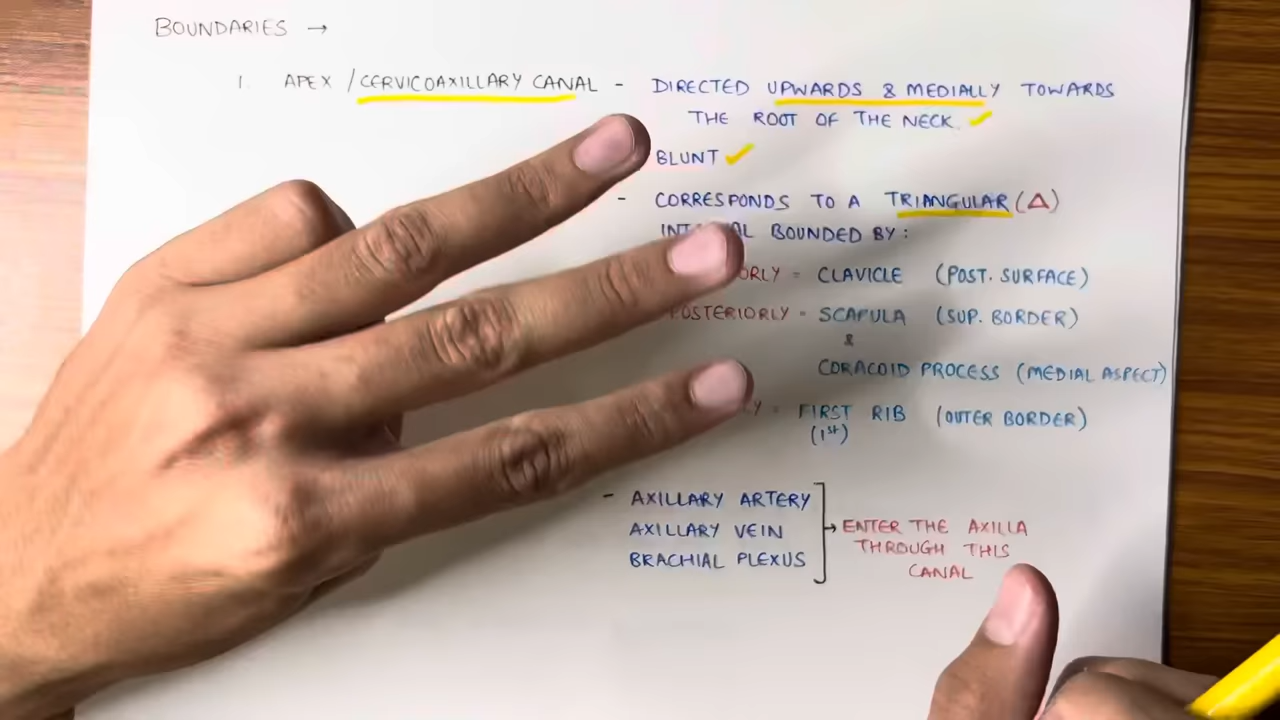 BOUNDARIES →
1 APEX / CERVICOAXILLARY CANAL - DIRECTED UPWARDS & MEDIALLY TOWARDS
THE ROOT OF THE NECK.
BLUNT
- CORRESPONDS TO A TRIANGULAR (Δ)
BOUNDED BY :
= CLAVICLE (POST. SURFACE)
POSTERIORLY = SCAPULA (SUP. BORDER)
&
CORACOID PROCESS (MEDIAL ASPECT)
= FIRST RIB (OUTER BORDER)
(1st)
- AXILLARY ARTERY
AXILLARY VEIN
BRACHIAL PLEXUS
→ ENTER THE AXILLA
THROUGH THIS
CANAL